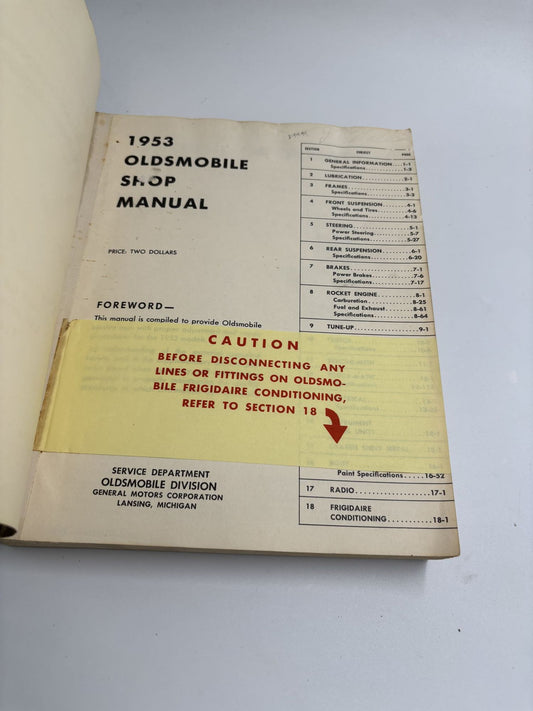 1953
OLDSMOBILE
SHOP
MANUAL
PRICE: TWO DOLLARS
FOREWORD—
This manual is compiled to provide Oldsmobile
CAUTION
BEFORE DISCONNECTING ANY
LINES OR FITTINGS ON OLDSMO-
BILE FRIGIDAIRE CONDITIONING,
REFER TO SECTION 18
SERVICE DEPARTMENT
OLDSMOBILE DIVISION
GENERAL MOTORS CORPORATION
LANSING, MICHIGAN
SECTION SUBJECT PAGE
1 GENERAL INFORMATION....1-1
Specifications..............1-3
2 LUBRICATION..............2-1
3 FRAMES...................3-1
Specifications..............3-3
4 FRONT SUSPENSION.........4-1
Wheels and Tires...........4-6
Specifications.............4-13
5 STEERING.................5-1
Power Steering.............5-7
Specifications.............5-27
6 REAR SUSPENSION..........6-1
Specifications.............6-20
7 BRAKES...................7-1
Power Brakes...............7-6
Specifications.............7-17
8 ROCKET ENGINE............8-1
Carburetion................8-25
Fuel and Exhaust...........8-61
Specifications.............8-64
9 TUNE-UP..................9-1
Paint Specifications.....16-52
17 RADIO...................17-1
18 FRIGIDAIRE
CONDITIONING............18-1